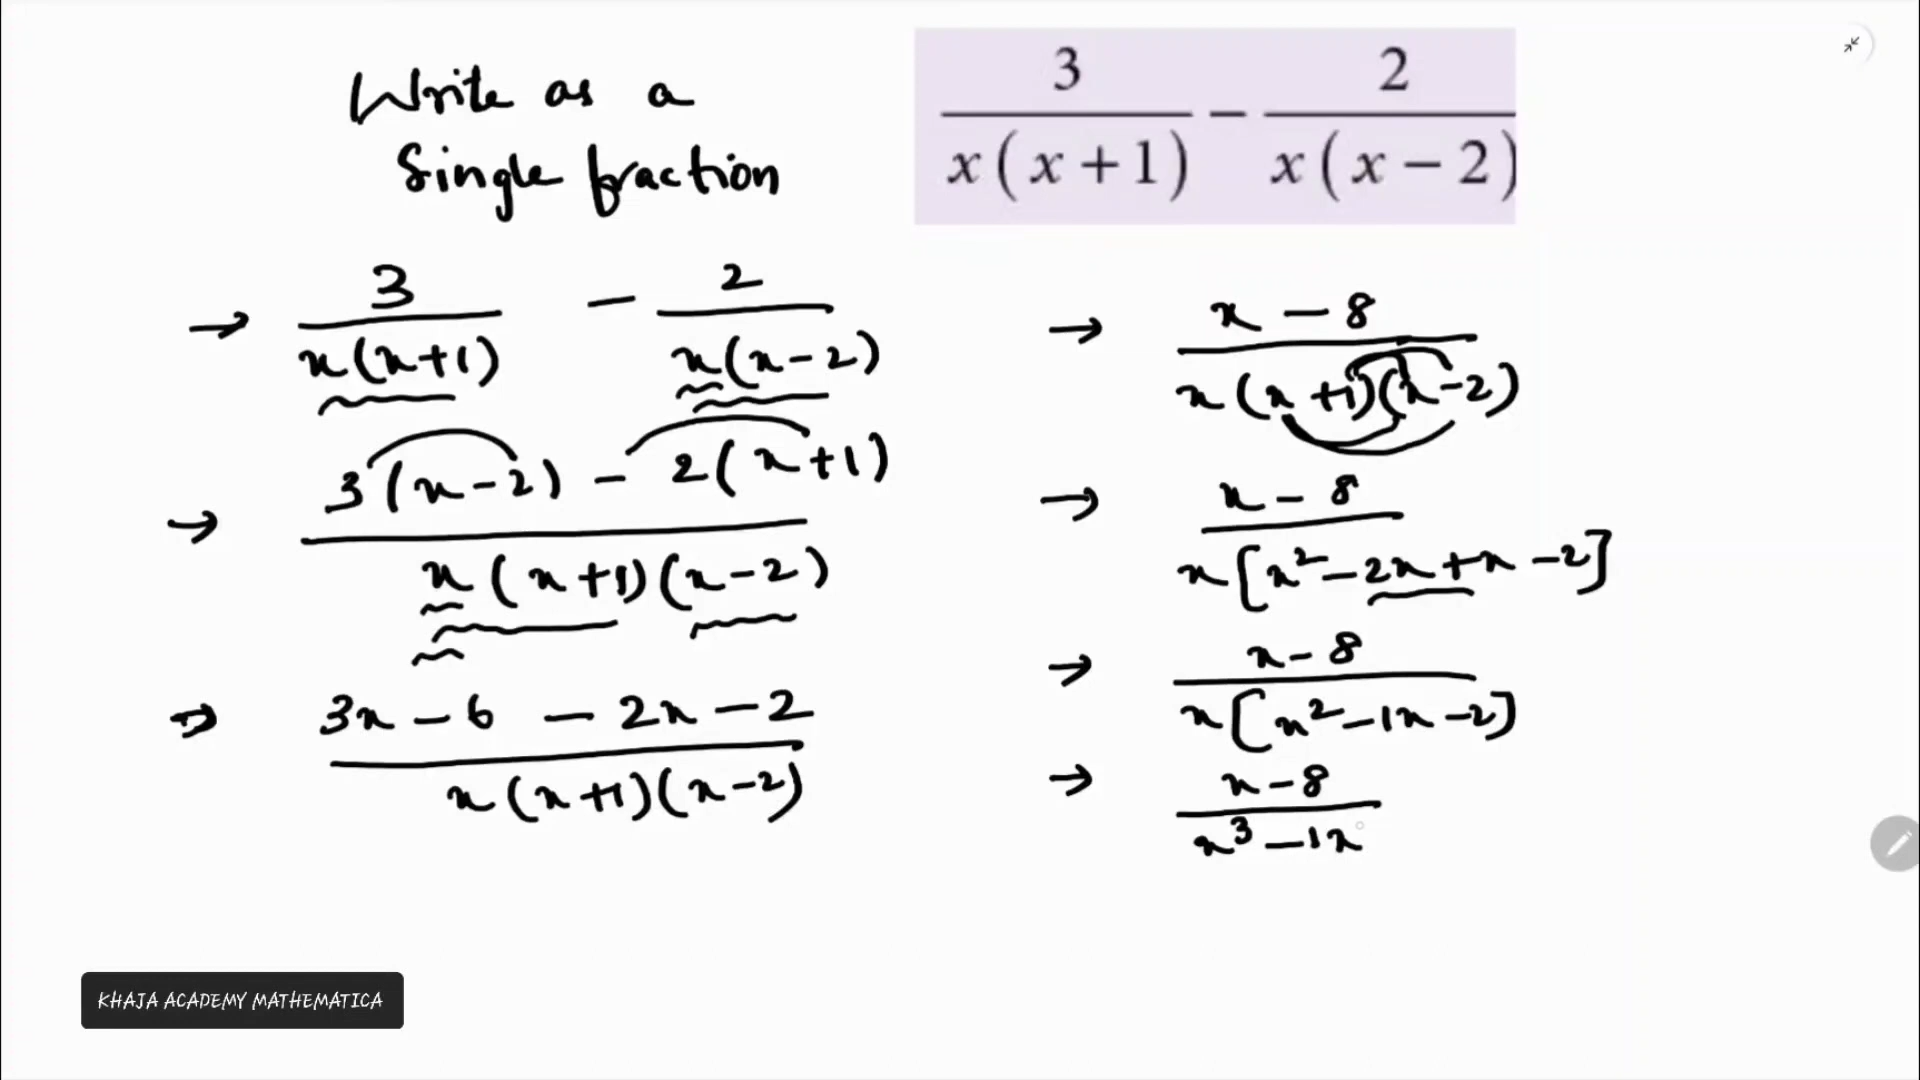 Write as a
Single fraction
3/x(x+1) − 2/x(x−2)
→ 3/x(x+1) − 2/x(x−2)
→ 3(x−2) − 2(x+1)/x(x+1)(x−2)
→ 3x−6 − 2x−2/x(x+1)(x−2)
→ x−8/x(x+1)(x−2)
→ x−8/x[x²−2x+x−2]
→ x−8/x[x²−1x−2]
→ x−8/x³−1x
KHAJA ACADEMY MATHEMATICA